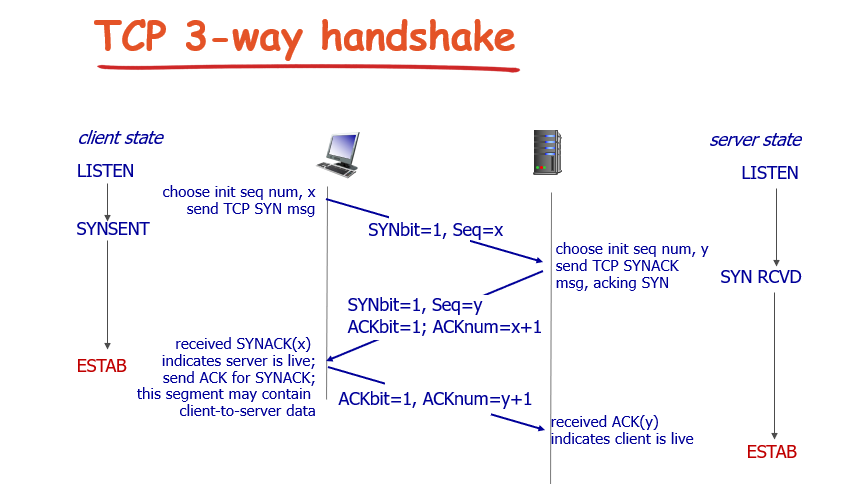 TCP 3-way handshake
client state
server state
LISTEN
LISTEN
choose init seq num, x
send TCP SYN msg
SYNSENT
SYNbit=1, Seq=x
choose init seq num, y
send TCP SYNACK
msg, acking SYN
SYN RCVD
SYNbit=1, Seq=y
ACKbit=1; ACKnum=x+1
received SYNACK(x)
indicates server is live;
send ACK for SYNACK;
this segment may contain
client-to-server data
ESTAB
ACKbit=1, ACKnum=y+1
received ACK(y)
indicates client is live
ESTAB